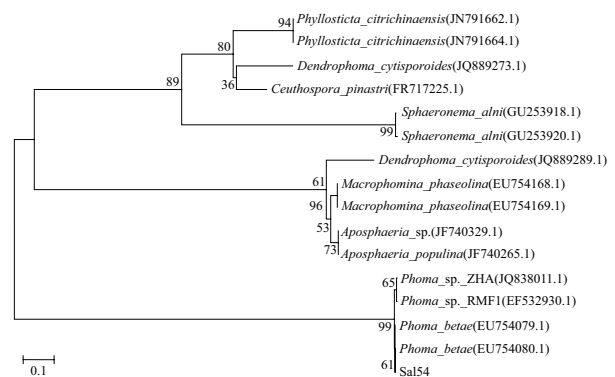 94
Phyllosticta_citrichinaensis(JN791662.1)
Phyllosticta_citrichinaensis(JN791664.1)
80
Dendrophoma_cytisporoides(JQ889273.1)
36
Ceuthospora_pinastri(FR717225.1)
89
Sphaeronema_alni(GU253918.1)
99
Sphaeronema_alni(GU253920.1)
Dendrophoma_cytisporoides(JQ889289.1)
61
Macrophomina_phaseolina(EU754168.1)
96
Macrophomina_phaseolina(EU754169.1)
53
Aposphaeria_sp.(JF740329.1)
73
Aposphaeria_populina(JF740265.1)
65
Phoma_sp._ZHA(JQ838011.1)
Phoma_sp._RMF1(EF532930.1)
99
Phoma_betae(EU754079.1)
Phoma_betae(EU754080.1)
61
Sal54
0.1